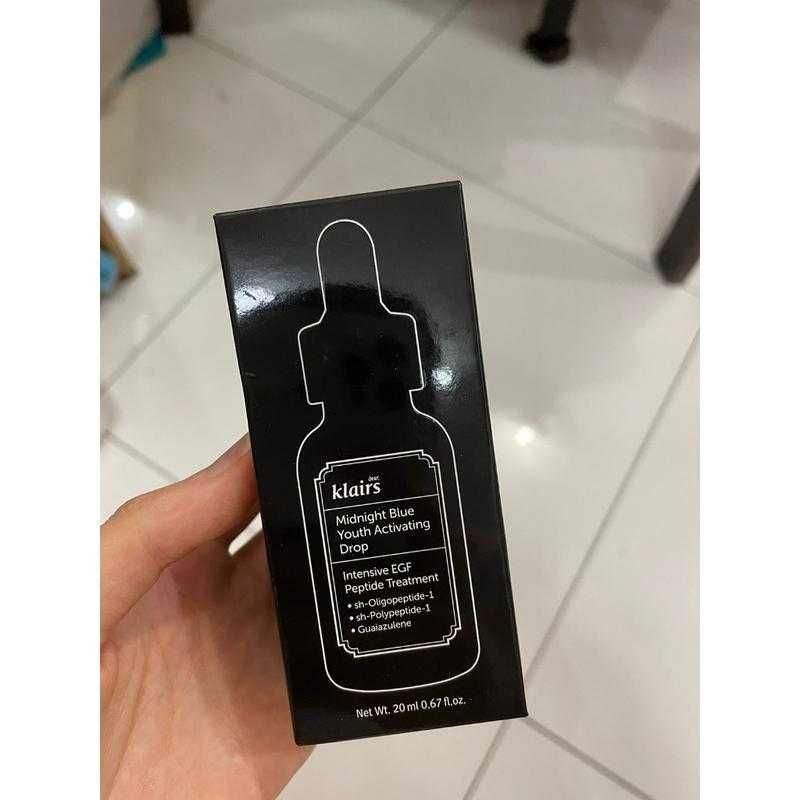 dear,
klairs
Midnight Blue
Youth Activating
Drop
Intensive EGF
Peptide Treatment
• sh-Oligopeptide-1
• sh-Polypeptide-1
• Guaiazulene
Net Wt. 20 ml 0.67 fl.oz.